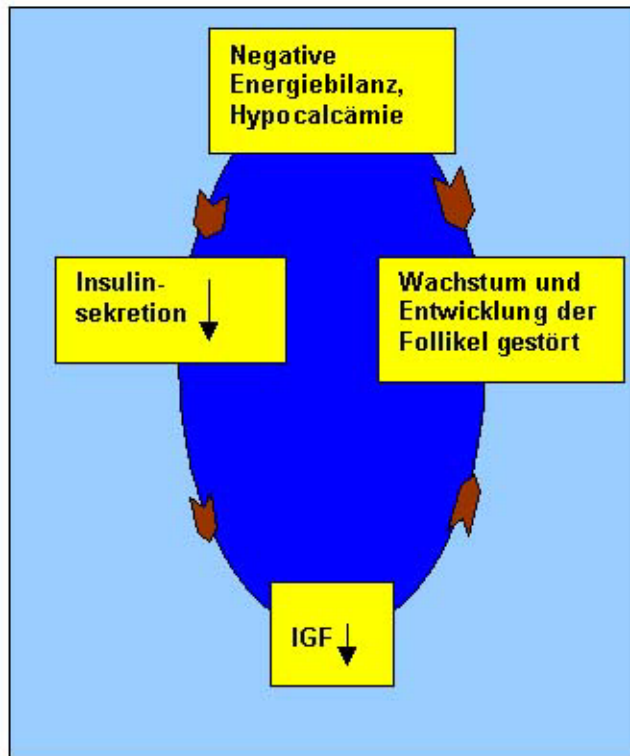 Negative
Energiebilanz,
Hypocalcämie
Insulin-
sekretion
Wachstum und
Entwicklung der
Follikel gestört
IGF